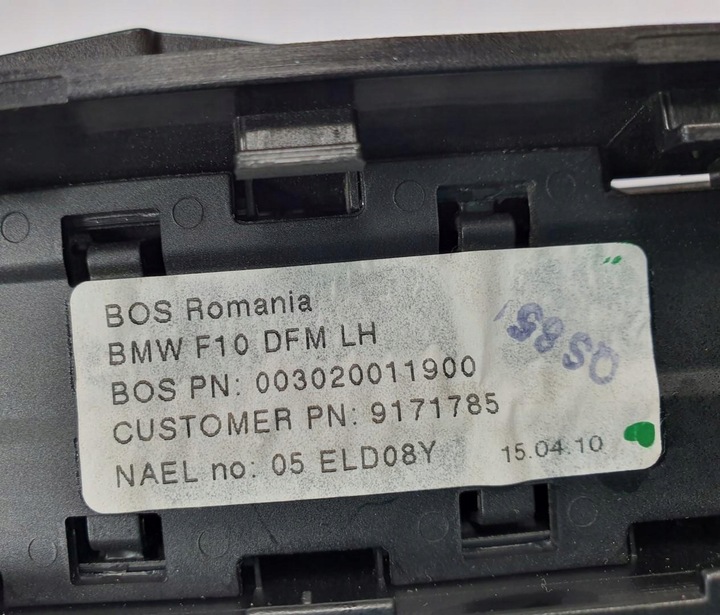 BOS Romania
BMW F10 DFM LH
BOS PN: 003020011900
CUSTOMER PN: 9171785
NAEL no: 05 ELD08Y 15.04.10